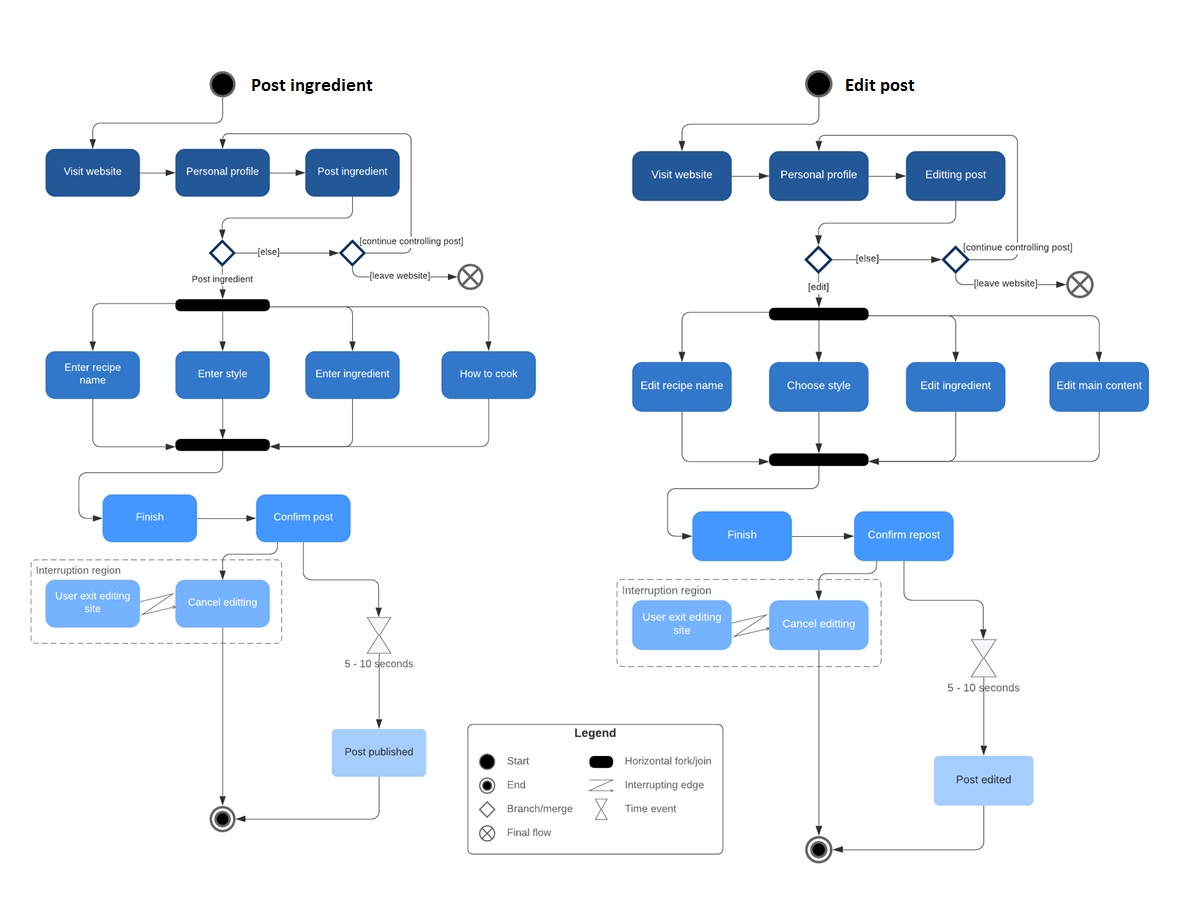 Post ingredient
Visit website
Personal profile
Post ingredient
[continue controlling post]
[else]
[leave website]
Post ingredient
Enter recipe
name
Enter style
Enter ingredient
How to cook
Finish
Confirm post
Interruption region
User exit editing
site
Cancel editting
5 - 10 seconds
Post published
Edit post
Visit website
Personal profile
Editting post
[continue controlling post]
[else]
[leave website]
[edit]
Edit recipe name
Choose style
Edit ingredient
Edit main content
Finish
Confirm repost
Interruption region
User exit editing
site
Cancel editting
5 - 10 seconds
Post edited
Legend
Start
Horizontal fork/join
End
Interrupting edge
Branch/merge
Time event
Final flow